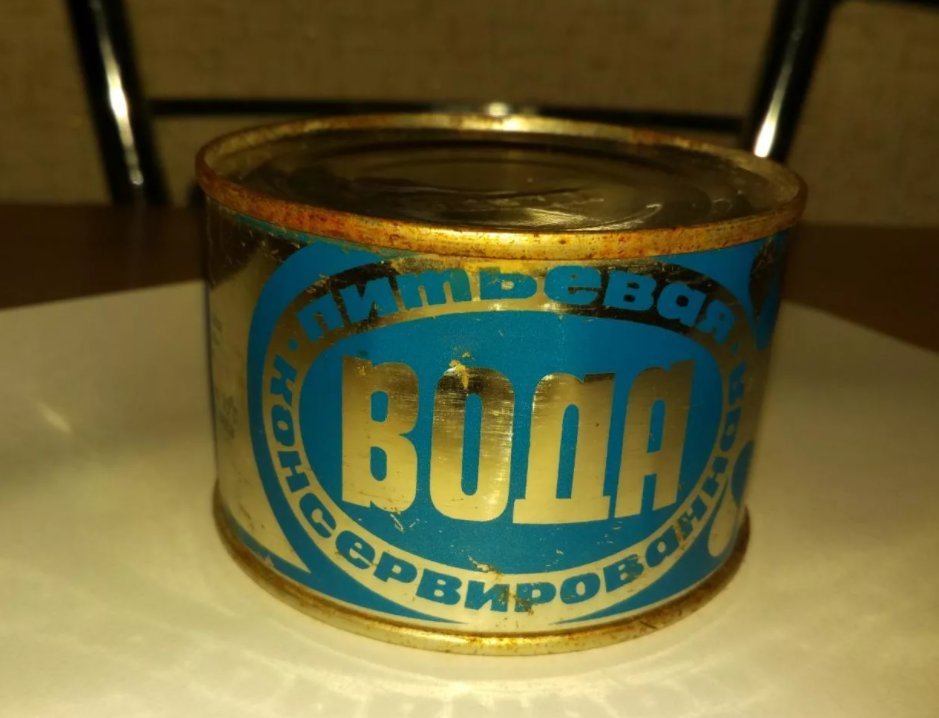 питьевая
ВОДА
консервированная